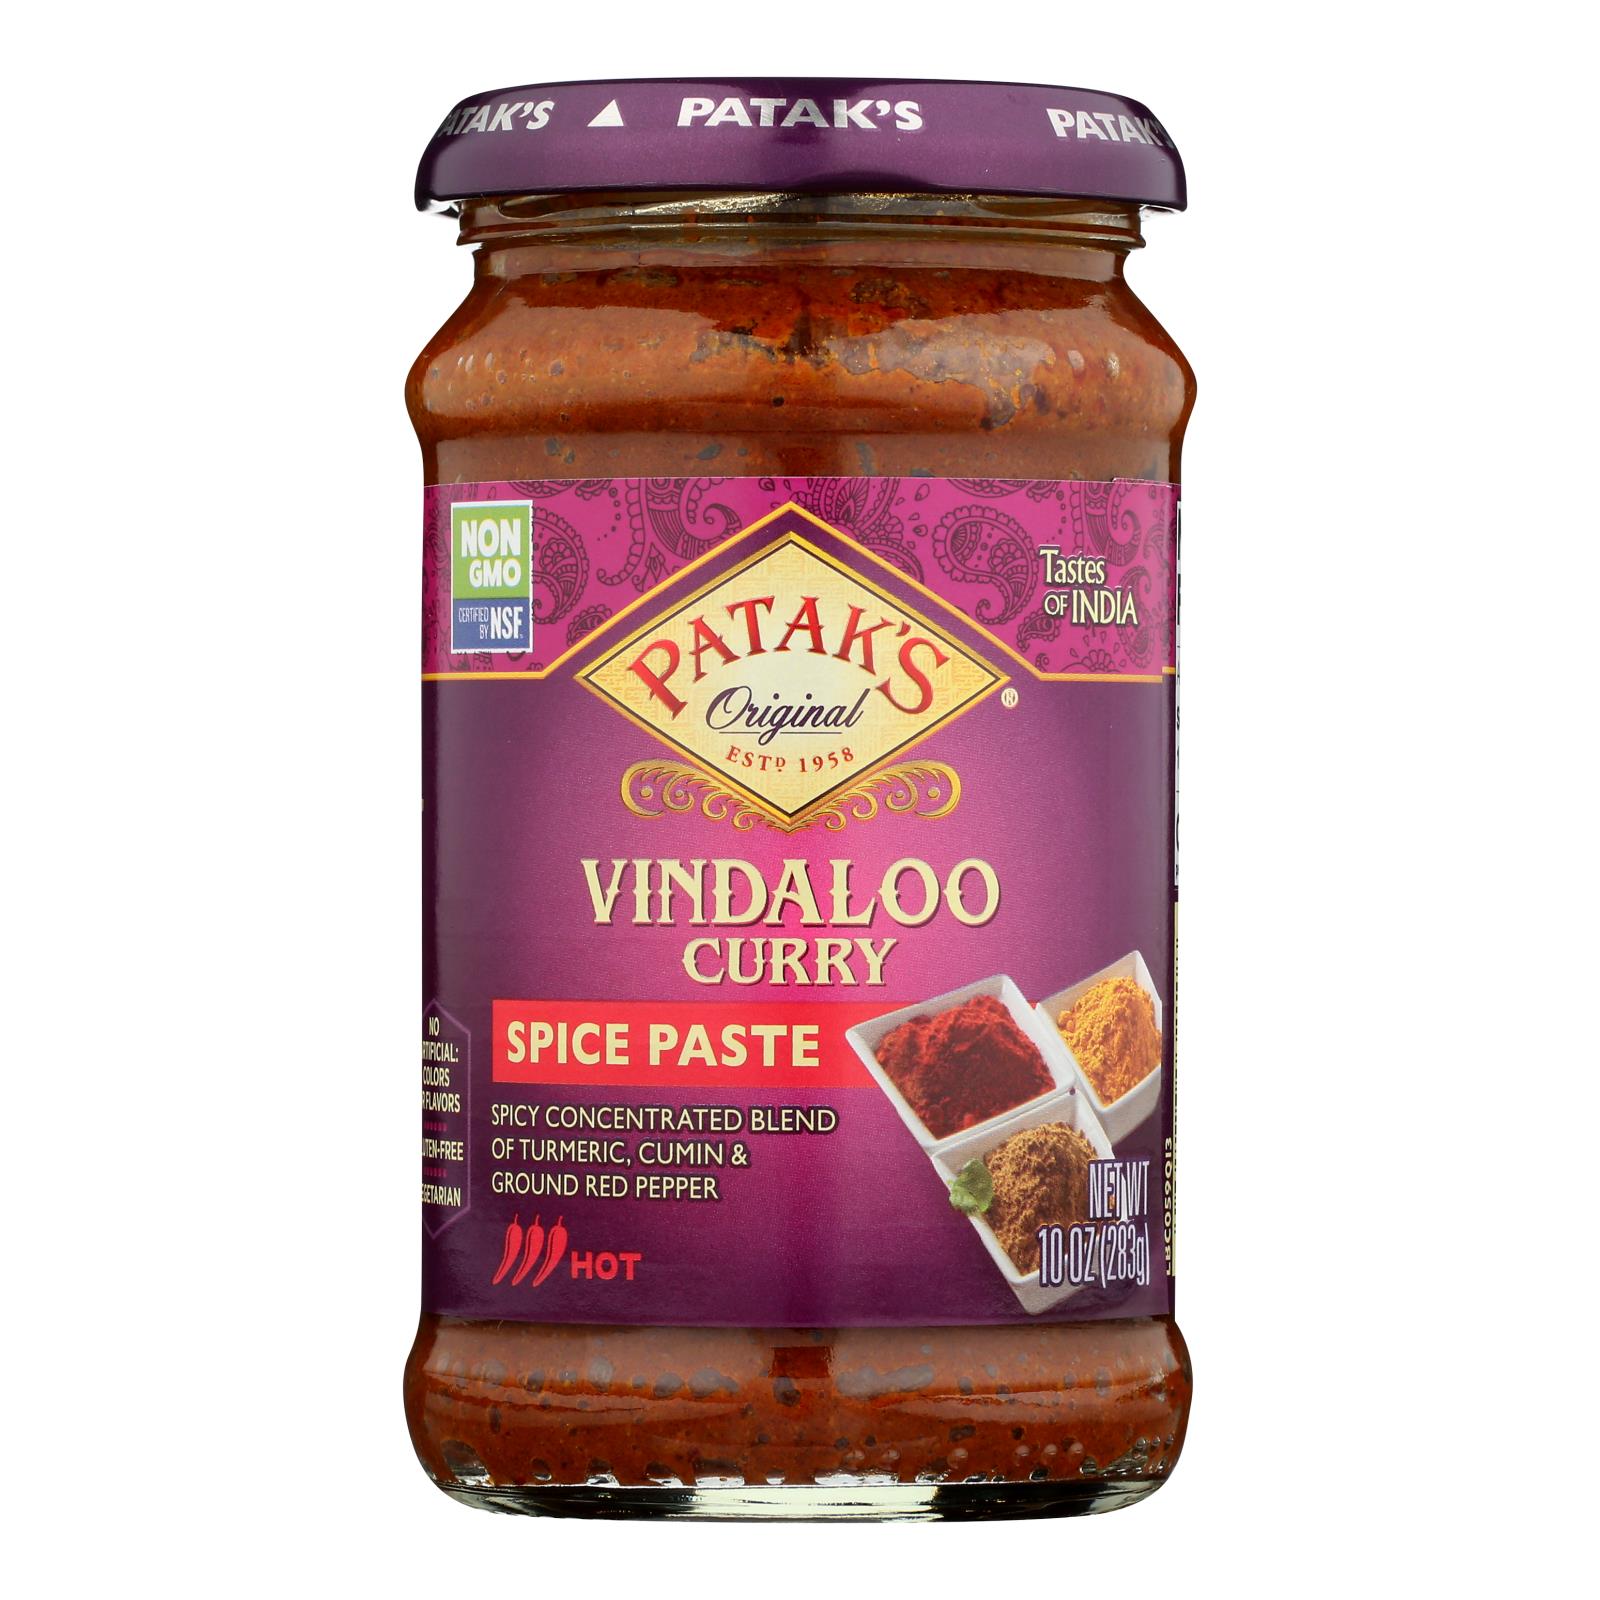 PATAK'S
PATAK'S
NON
GMO
CERTIFIED
BY NSF
Tastes
OF INDIA
PATAK'S
®
Original
ESTD 1958
VINDALOO
CURRY
SPICE PASTE
SPICY CONCENTRATED BLEND
OF TURMERIC, CUMIN &
GROUND RED PEPPER
HOT
NO
COLORS
FLAVORS
NET WT
10 OZ (283g)